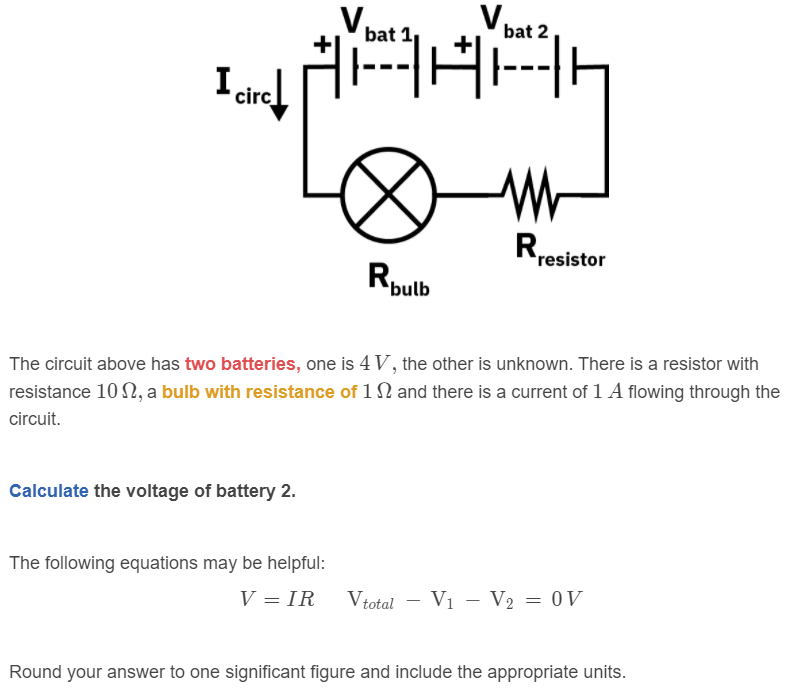 V bat 1
V bat 2
+
+
I circ
R bulb
R resistor
The circuit above has two batteries, one is 4 V, the other is unknown. There is a resistor with
resistance 10 Ω, a bulb with resistance of 1 Ω and there is a current of 1 A flowing through the
circuit.
Calculate the voltage of battery 2.
The following equations may be helpful:
V = IR V_total − V₁ − V₂ = 0 V
Round your answer to one significant figure and include the appropriate units.